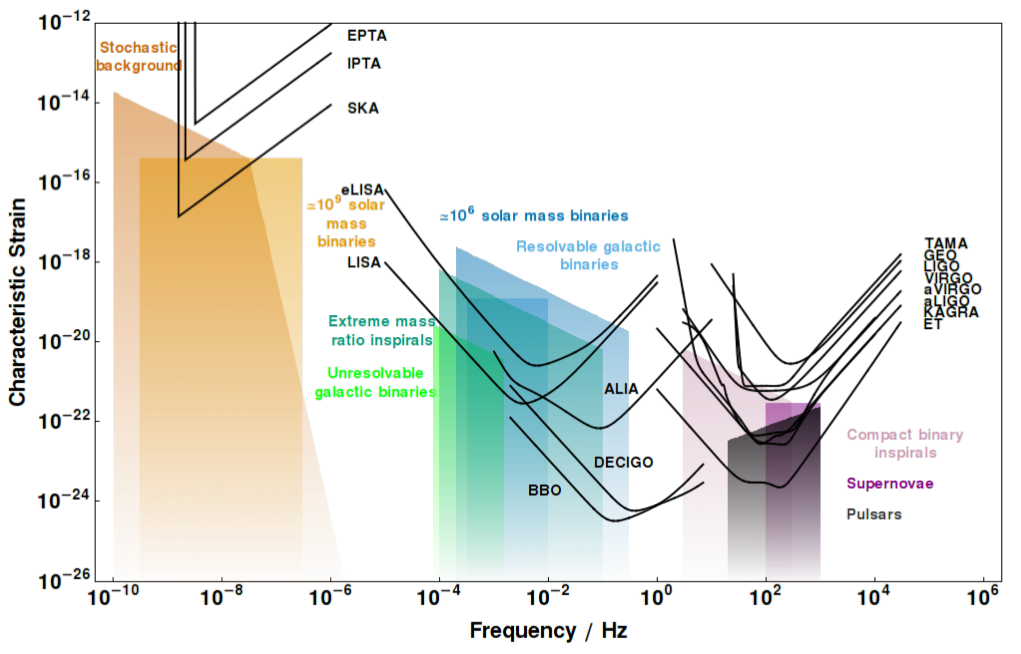 10^-12
10^-14
10^-16
10^-18
10^-20
10^-22
10^-24
10^-26
Characteristic Strain
Stochastic
background
EPTA
IPTA
SKA
eLISA
≃10^9 solar
mass
binaries
LISA
≃10^6 solar mass binaries
Resolvable galactic
binaries
Extreme mass
ratio inspirals
Unresolvable
galactic binaries
ALIA
DECIGO
BBO
TAMA
GEO
LIGO
VIRGO
aVIRGO
aLIGO
KAGRA
ET
Compact binary
inspirals
Supernovae
Pulsars
10^-10
10^-8
10^-6
10^-4
10^-2
10^0
10^2
10^4
10^6
Frequency / Hz